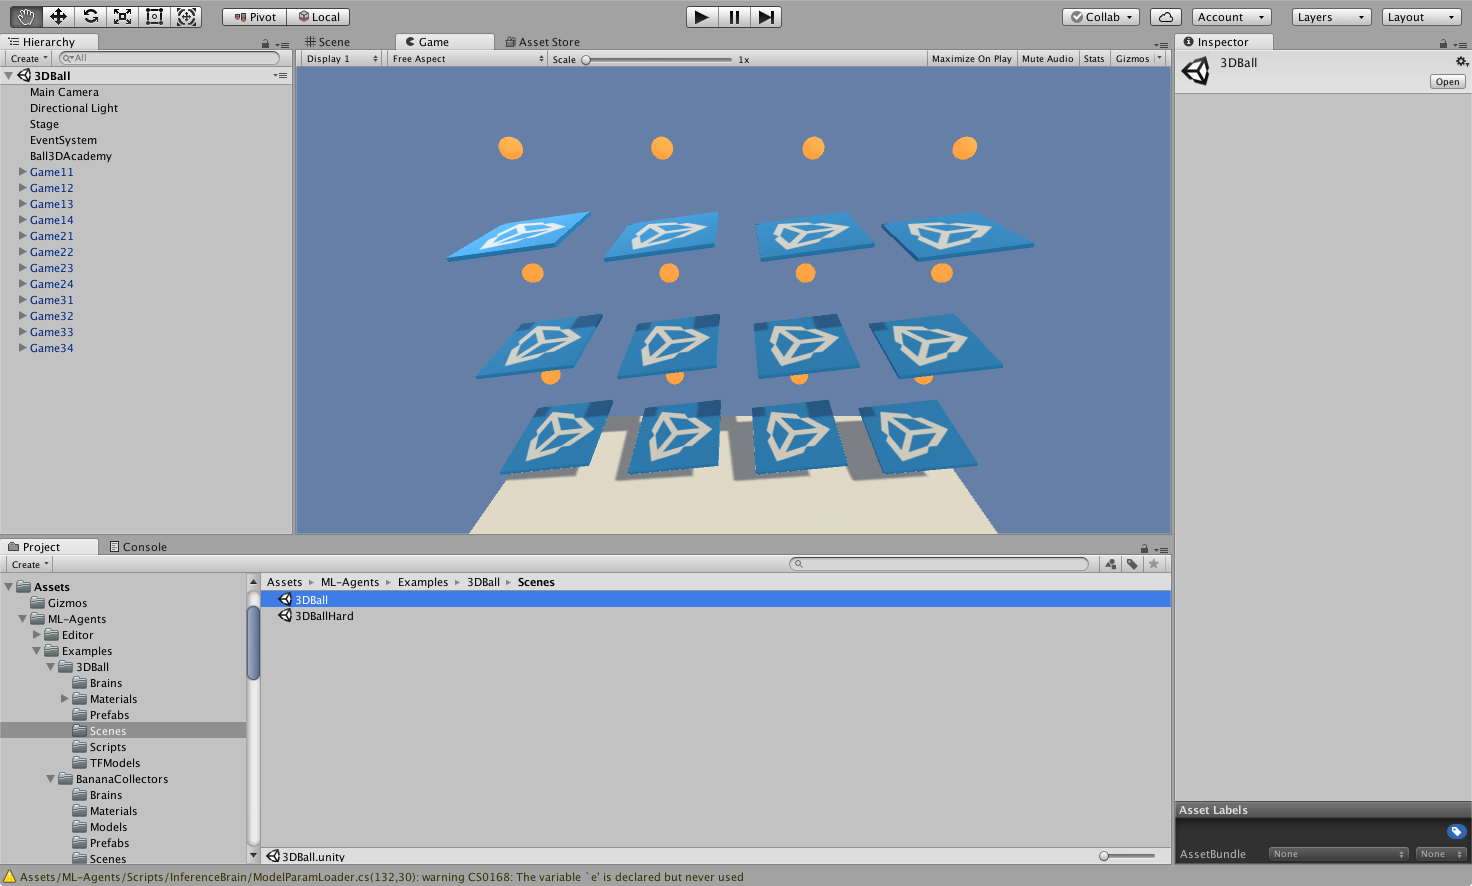 Pivot Local Collab Account Layers Layout
Hierarchy
Create All
3DBall
Main Camera
Directional Light
Stage
EventSystem
Ball3DAcademy
Game11
Game12
Game13
Game14
Game21
Game22
Game23
Game24
Game31
Game32
Game33
Game34
Scene Game Asset Store
Display 1 Free Aspect Scale 1x Maximize On Play Mute Audio Stats Gizmos
Inspector
3DBall
Open
Project Console
Create
Assets
Gizmos
ML-Agents
Editor
Examples
3DBall
Brains
Materials
Prefabs
Scenes
Scripts
TFModels
BananaCollectors
Brains
Materials
Models
Prefabs
Scenes
Assets ▸ ML-Agents ▸ Examples ▸ 3DBall ▸ Scenes
3DBall
3DBallHard
3DBall.unity
Asset Labels
AssetBundle None None
Assets/ML-Agents/Scripts/InferenceBrain/ModelParamLoader.cs(132,30): warning CS0168: The variable `e' is declared but never used